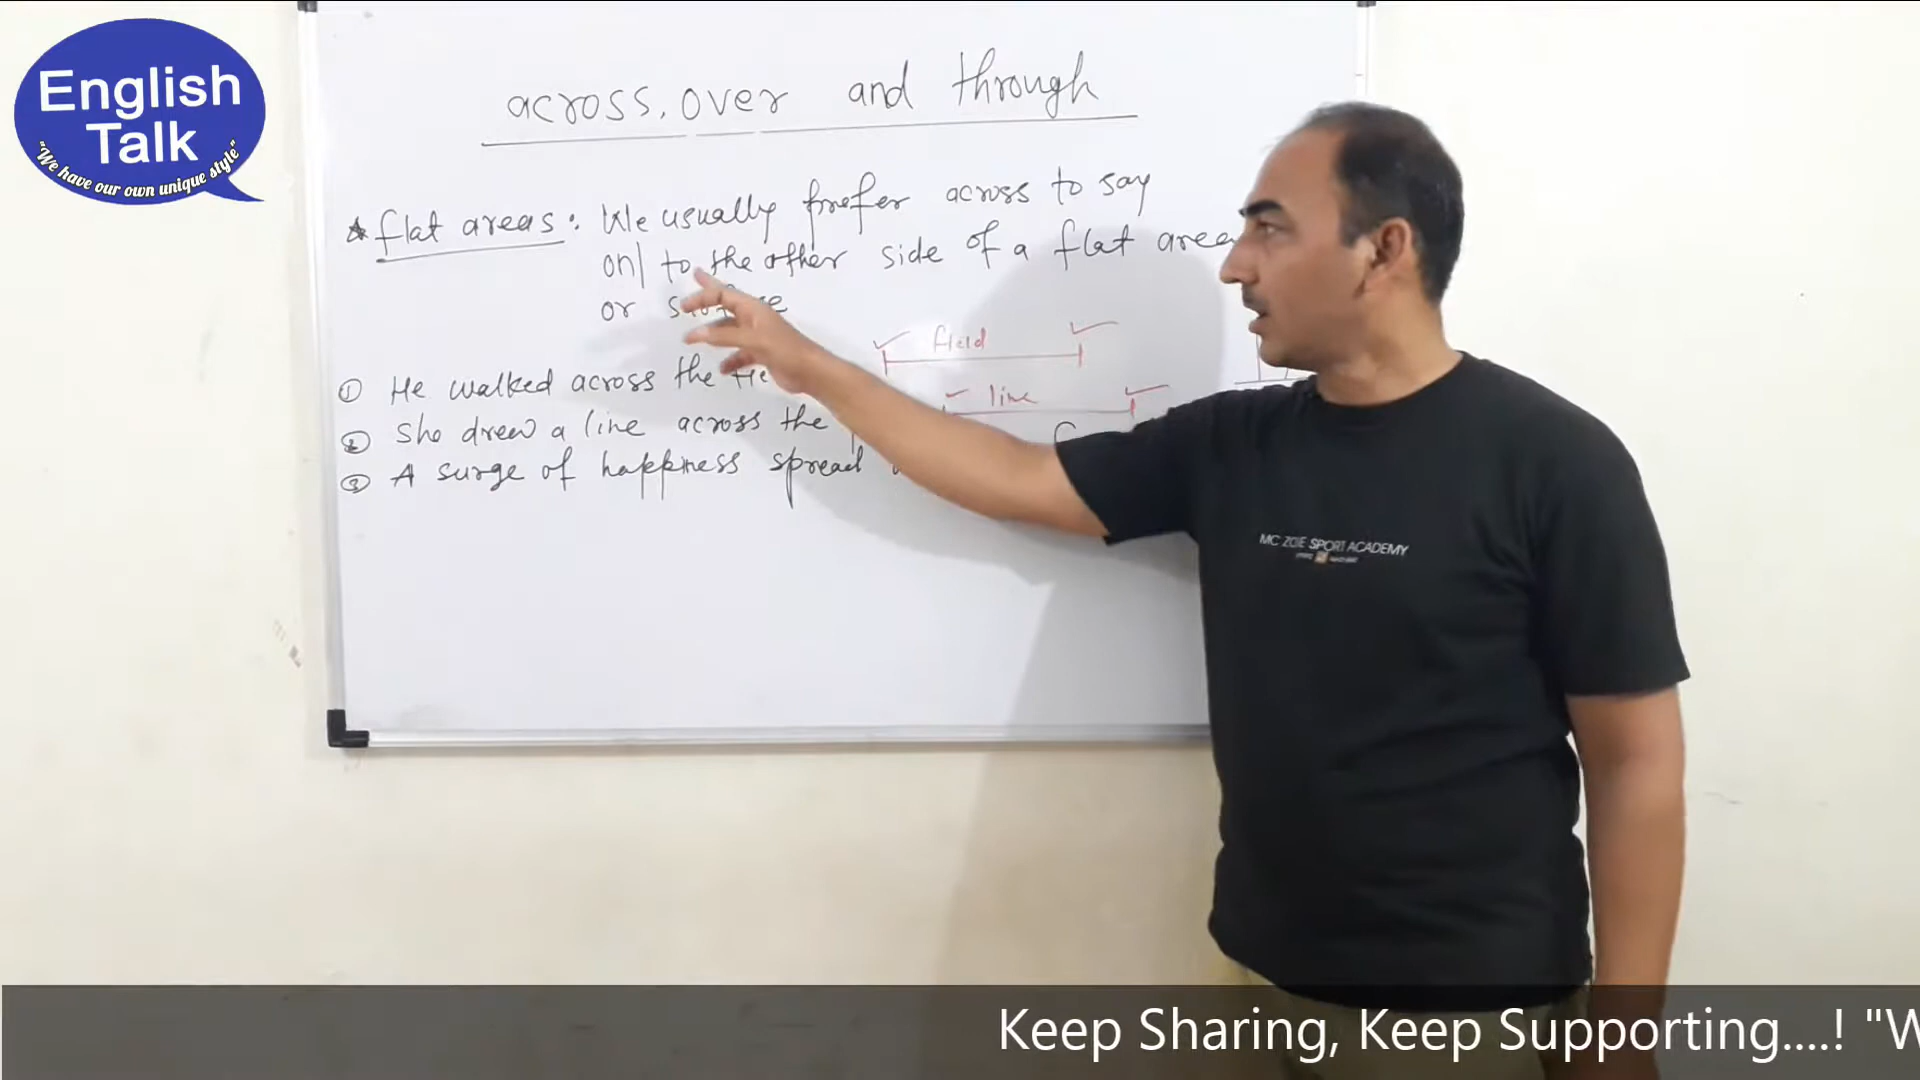 English
Talk
"We have our own unique style"
across, over and through
* flat areas : We usually prefer across to say
on/ to the other side of a flat area
or
field
① He walked across the
line
② She drew a line across the
③ A surge of happiness spread
MC ZOIE SPORT ACADEMY
Keep Sharing, Keep Supporting....! "W